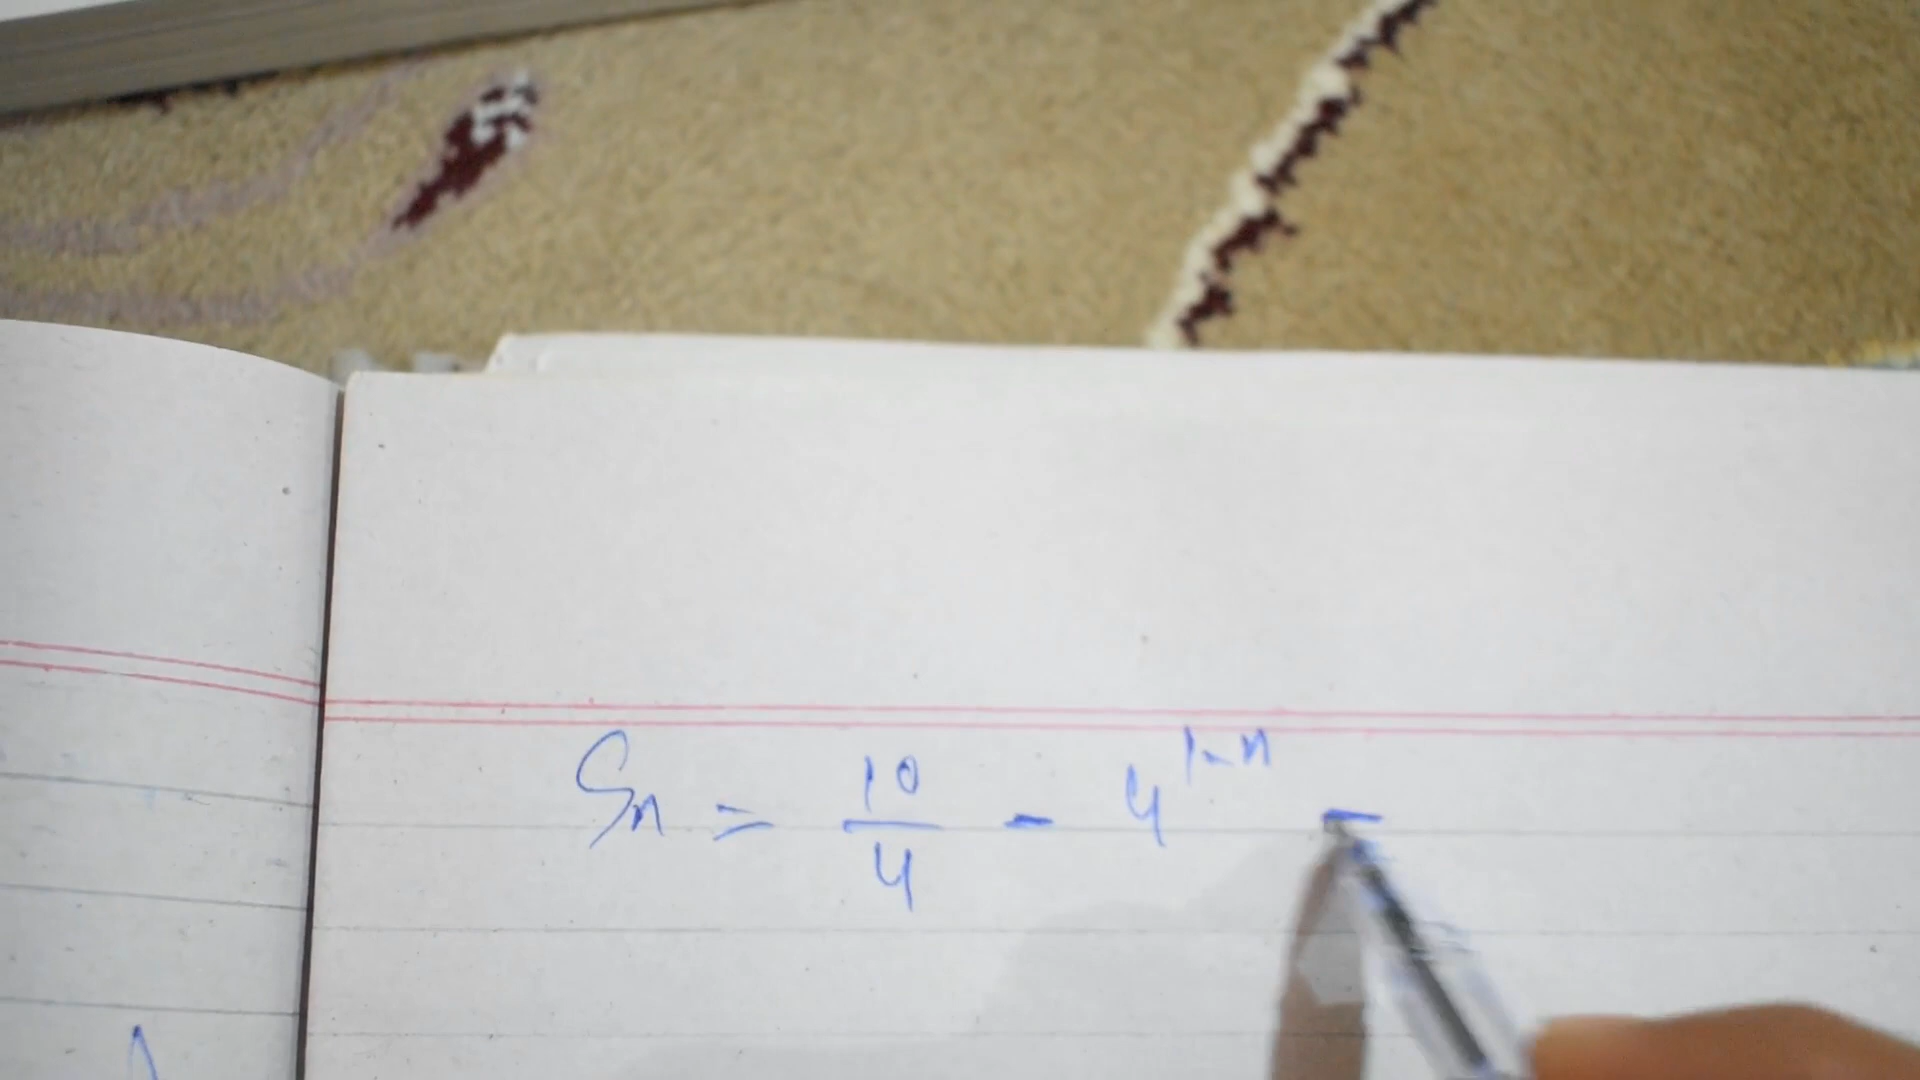 Sn = 10/4 - 4^{1-n} -